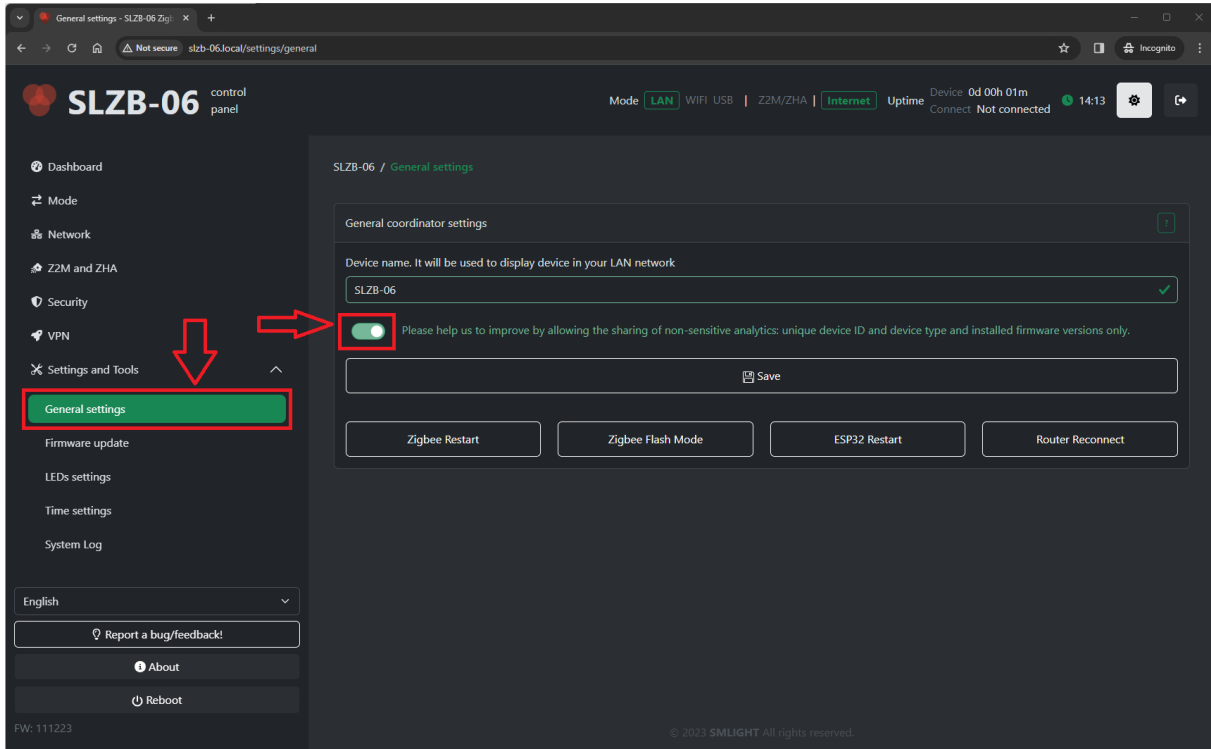 General settings - SLZB-06 Zigb
Not secure slzb-06.local/settings/general
Incognito
SLZB-06 control panel
Mode LAN WIFI USB | Z2M/ZHA | Internet Uptime Device 0d 00h 01m Connect Not connected 14:13
Dashboard
Mode
Network
Z2M and ZHA
Security
VPN
Settings and Tools
General settings
Firmware update
LEDs settings
Time settings
System Log
English
Report a bug/feedback!
About
Reboot
FW: 111223
SLZB-06 / General settings
General coordinator settings
?
Device name. It will be used to display device in your LAN network
SLZB-06
Please help us to improve by allowing the sharing of non-sensitive analytics: unique device ID and device type and installed firmware versions only.
Save
Zigbee Restart
Zigbee Flash Mode
ESP32 Restart
Router Reconnect
© 2023 SMLIGHT All rights reserved.